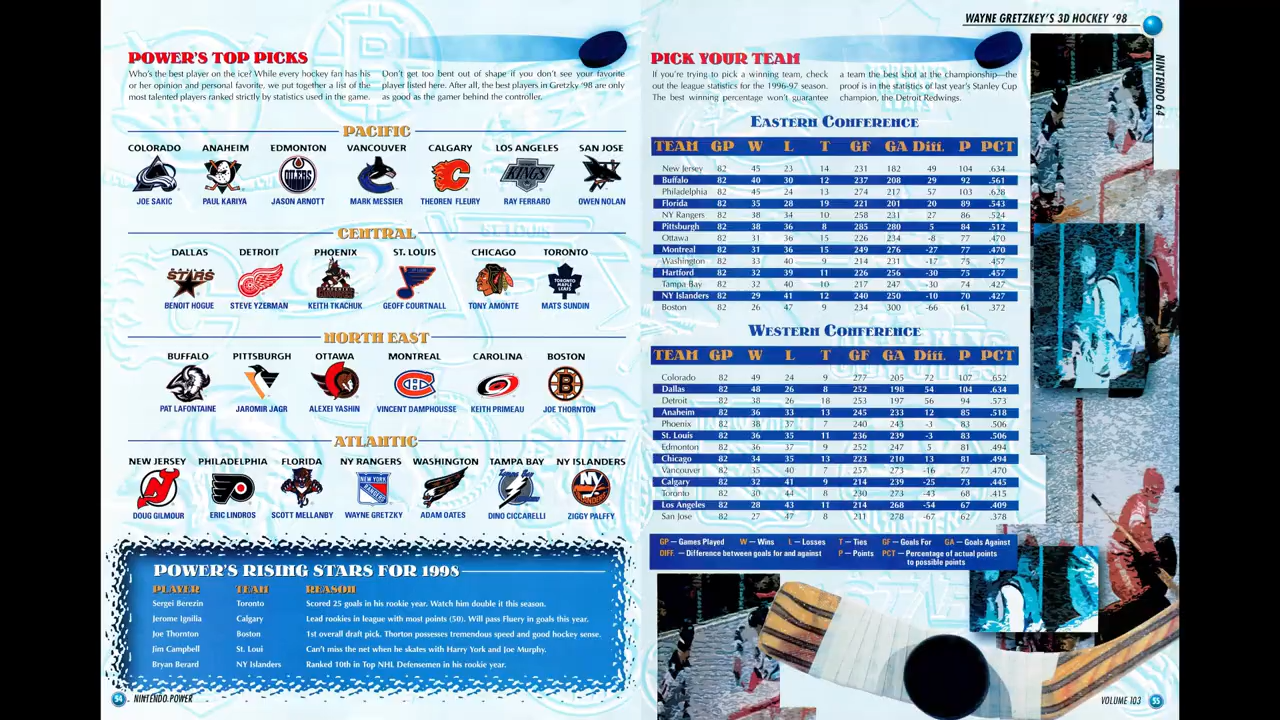 WAYNE GRETZKEY'S 3D HOCKEY '98
NINTENDO 64
POWER'S TOP PICKS
Who's the best player on the ice? While every hockey fan has his
or her opinion and personal favorite, we put together a list of the
most talented players ranked strictly by statistics used in the game.
Don't get too bent out of shape if you don't see your favorite
player listed here. After all, the best players in Gretzky '98 are only
as good as the gamer behind the controller.
PACIFIC
COLORADO ANAHEIM EDMONTON VANCOUVER CALGARY LOS ANGELES SAN JOSE
OILERS KINGS
JOE SAKIC PAUL KARIYA JASON ARNOTT MARK MESSIER THEOREN FLEURY RAY FERRARO OWEN NOLAN
CENTRAL
DALLAS DETROIT PHOENIX ST. LOUIS CHICAGO TORONTO
STARS TORONTO MAPLE LEAFS
BENOIT HOGUE STEVE YZERMAN KEITH TKACHUK GEOFF COURTNALL TONY AMONTE MATS SUNDIN
NORTH EAST
BUFFALO PITTSBURGH OTTAWA MONTREAL CAROLINA BOSTON
PAT LAFONTAINE JAROMIR JAGR ALEXEI YASHIN VINCENT DAMPHOUSSE KEITH PRIMEAU JOE THORNTON
ATLANTIC
NEW JERSEY PHILADELPHIA FLORIDA NY RANGERS WASHINGTON TAMPA BAY NY ISLANDERS
NEW YORK RANGERS
DOUG GILMOUR ERIC LINDROS SCOTT MELLANBY WAYNE GRETZKY ADAM OATES DINO CICCARELLI ZIGGY PALFFY
POWER'S RISING STARS FOR 1998
PLAYER TEAM REASON
Sergei Berezin Toronto Scored 25 goals in his rookie year. Watch him double it this season.
Jerome Ignilia Calgary Lead rookies in league with most points (50). Will pass Fluery in goals this year.
Joe Thornton Boston 1st overall draft pick. Thorton possesses tremendous speed and good hockey sense.
Jim Campbell St. Loui Can't miss the net when he skates with Harry York and Joe Murphy.
Bryan Berard NY Islanders Ranked 10th in Top NHL Defensemen in his rookie year.
54 NINTENDO POWER
PICK YOUR TEAM
If you're trying to pick a winning team, check
out the league statistics for the 1996-97 season.
The best winning percentage won't guarantee
a team the best shot at the championship—the
proof is in the statistics of last year's Stanley Cup
champion, the Detroit Redwings.
EASTERN CONFERENCE
TEAM GP W L T GF GA Diff. P PCT
New Jersey 82 45 23 14 231 182 49 104 .634
Buffalo 82 40 30 12 237 208 29 92 .561
Philadelphia 82 45 24 13 274 217 57 103 .628
Florida 82 35 28 19 221 201 20 89 .543
NY Rangers 82 38 34 10 258 231 27 86 .524
Pittsburgh 82 38 36 8 285 280 5 84 .512
Ottawa 82 31 36 15 226 234 -8 77 .470
Montreal 82 31 36 15 249 276 -27 77 .470
Washington 82 33 40 9 214 231 -17 75 .457
Hartford 82 32 39 11 226 256 -30 75 .457
Tampa Bay 82 32 40 10 217 247 -30 74 .427
NY Islanders 82 29 41 12 240 250 -10 70 .427
Boston 82 26 47 9 234 300 -66 61 .372
WESTERN CONFERENCE
TEAM GP W L T GF GA Diff. P PCT
Colorado 82 49 24 9 277 205 72 107 .652
Dallas 82 48 26 8 252 198 54 104 .634
Detroit 82 38 26 18 253 197 56 94 .573
Anaheim 82 36 33 13 245 233 12 85 .518
Phoenix 82 38 37 7 240 243 -3 83 .506
St. Louis 82 36 35 11 236 239 -3 83 .506
Edmonton 82 36 37 9 252 247 5 81 .494
Chicago 82 34 35 13 223 210 13 81 .494
Vancouver 82 35 40 7 257 273 -16 77 .470
Calgary 82 32 41 9 214 239 -25 73 .445
Toronto 82 30 44 8 230 273 -43 68 .415
Los Angeles 82 28 43 11 214 268 -54 67 .409
San Jose 82 27 47 8 211 278 -67 62 .378
GP — Games Played W — Wins L — Losses T — Ties GF — Goals For GA — Goals Against
DIFF. — Difference between goals for and against P — Points PCT — Percentage of actual points
to possible points
VOLUME 103 55